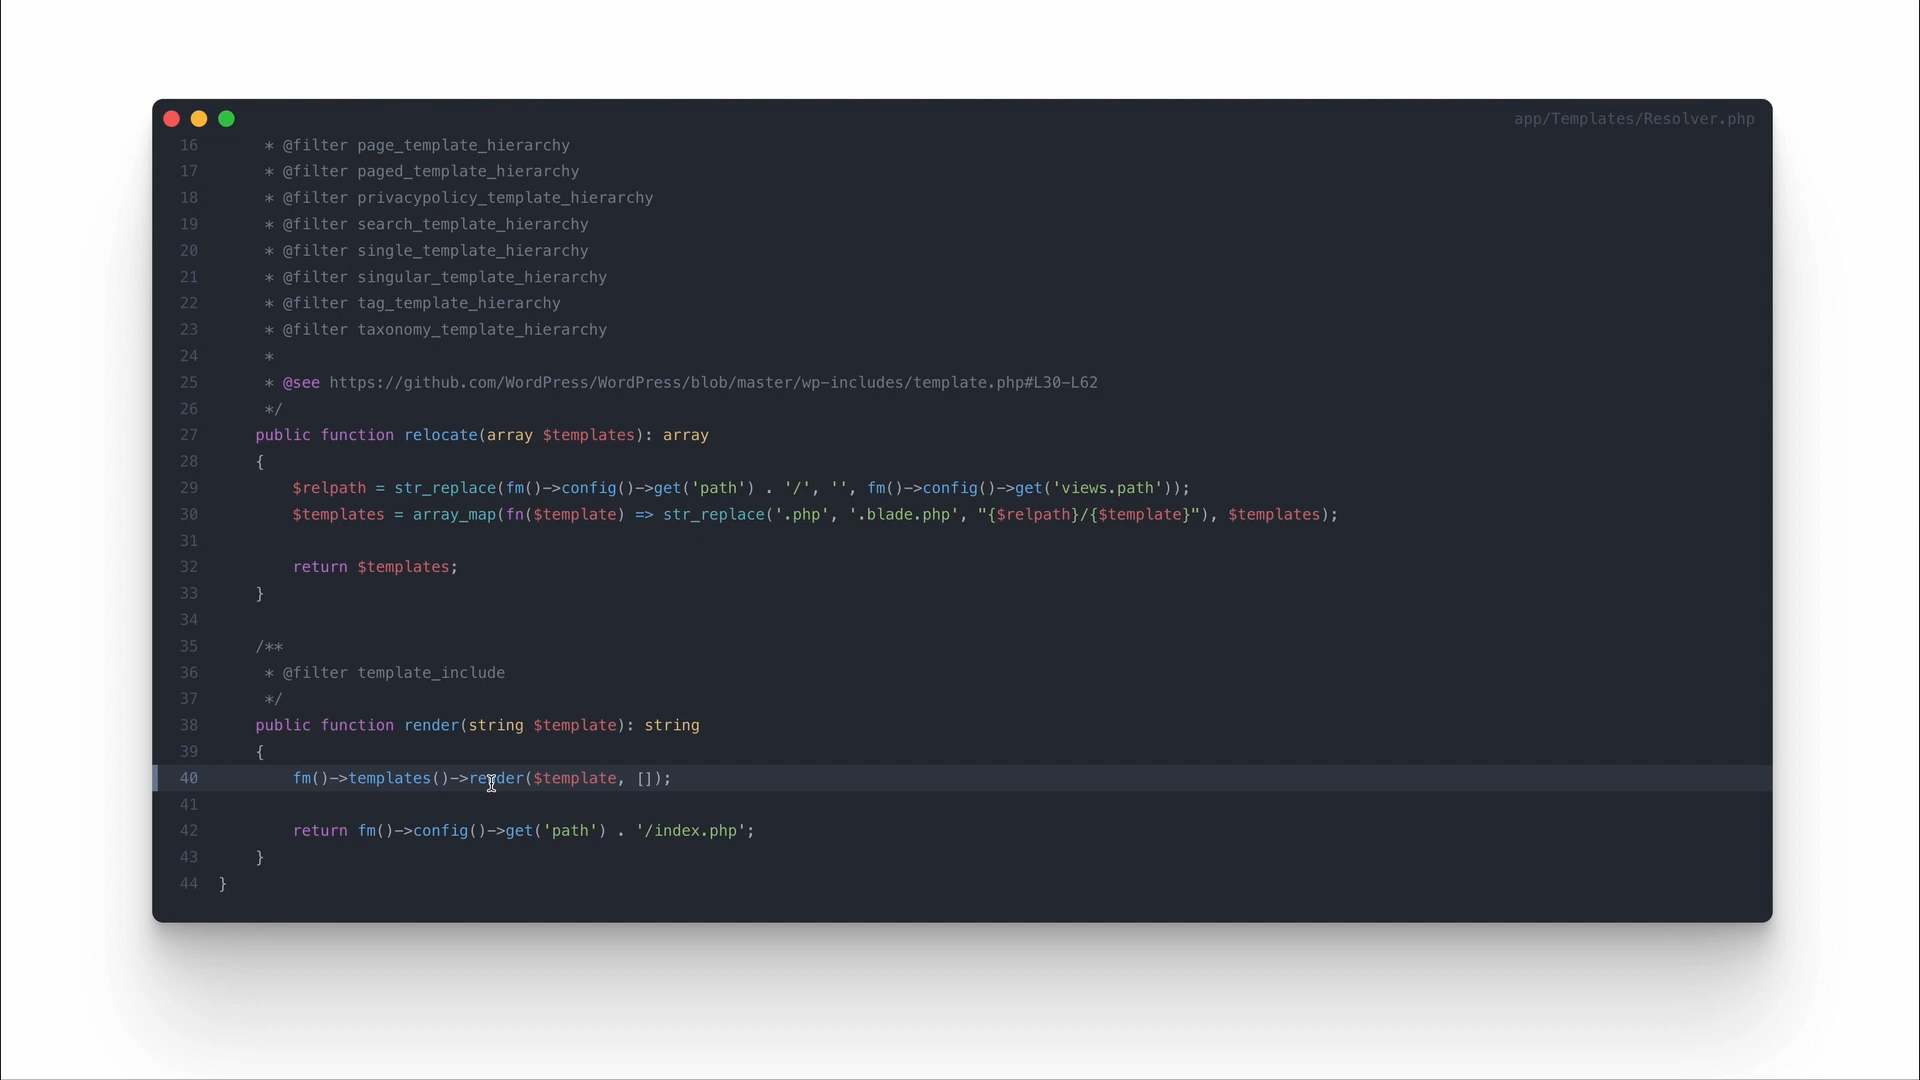 app/Templates/Resolver.php
16 * @filter page_template_hierarchy
17 * @filter paged_template_hierarchy
18 * @filter privacypolicy_template_hierarchy
19 * @filter search_template_hierarchy
20 * @filter single_template_hierarchy
21 * @filter singular_template_hierarchy
22 * @filter tag_template_hierarchy
23 * @filter taxonomy_template_hierarchy
24 *
25 * @see https://github.com/WordPress/WordPress/blob/master/wp-includes/template.php#L30-L62
26 */
27 public function relocate(array $templates): array
28 {
29 $relpath = str_replace(fm()->config()->get('path') . '/', '', fm()->config()->get('views.path'));
30 $templates = array_map(fn($template) => str_replace('.php', '.blade.php', "{$relpath}/{$template}"), $templates);
31
32 return $templates;
33 }
34
35 /**
36 * @filter template_include
37 */
38 public function render(string $template): string
39 {
40 fm()->templates()->render($template, []);
41
42 return fm()->config()->get('path') . '/index.php';
43 }
44 }